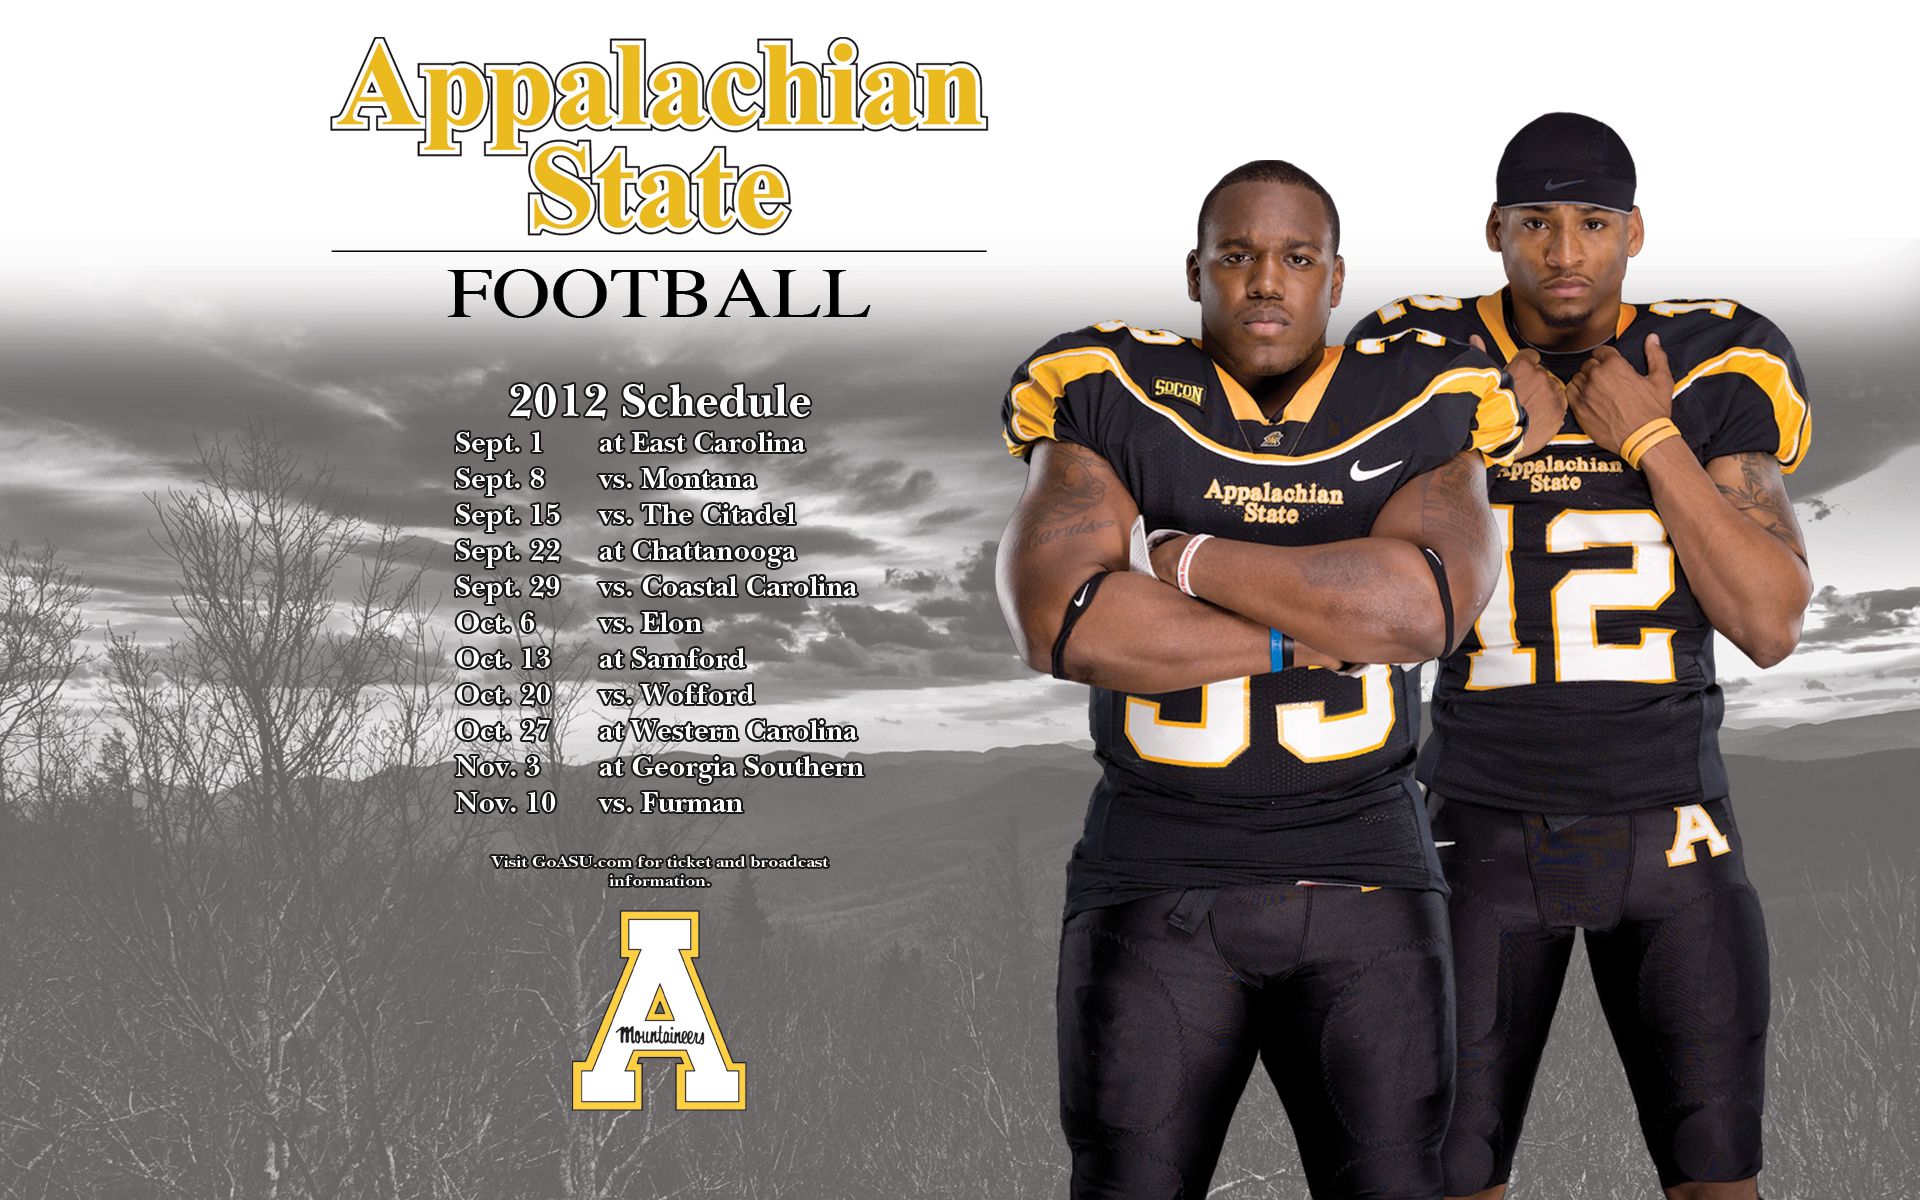 Appalachian
State
FOOTBALL
2012 Schedule
Sept. 1 at East Carolina
Sept. 8 vs. Montana
Sept. 15 vs. The Citadel
Sept. 22 at Chattanooga
Sept. 29 vs. Coastal Carolina
Oct. 6 vs. Elon
Oct. 13 at Samford
Oct. 20 vs. Wofford
Oct. 27 at Western Carolina
Nov. 3 at Georgia Southern
Nov. 10 vs. Furman
Visit GoASU.com for ticket and broadcast
information.
A
Mountaineers
SOCON
Appalachian
State
Appalachian
State
12
A